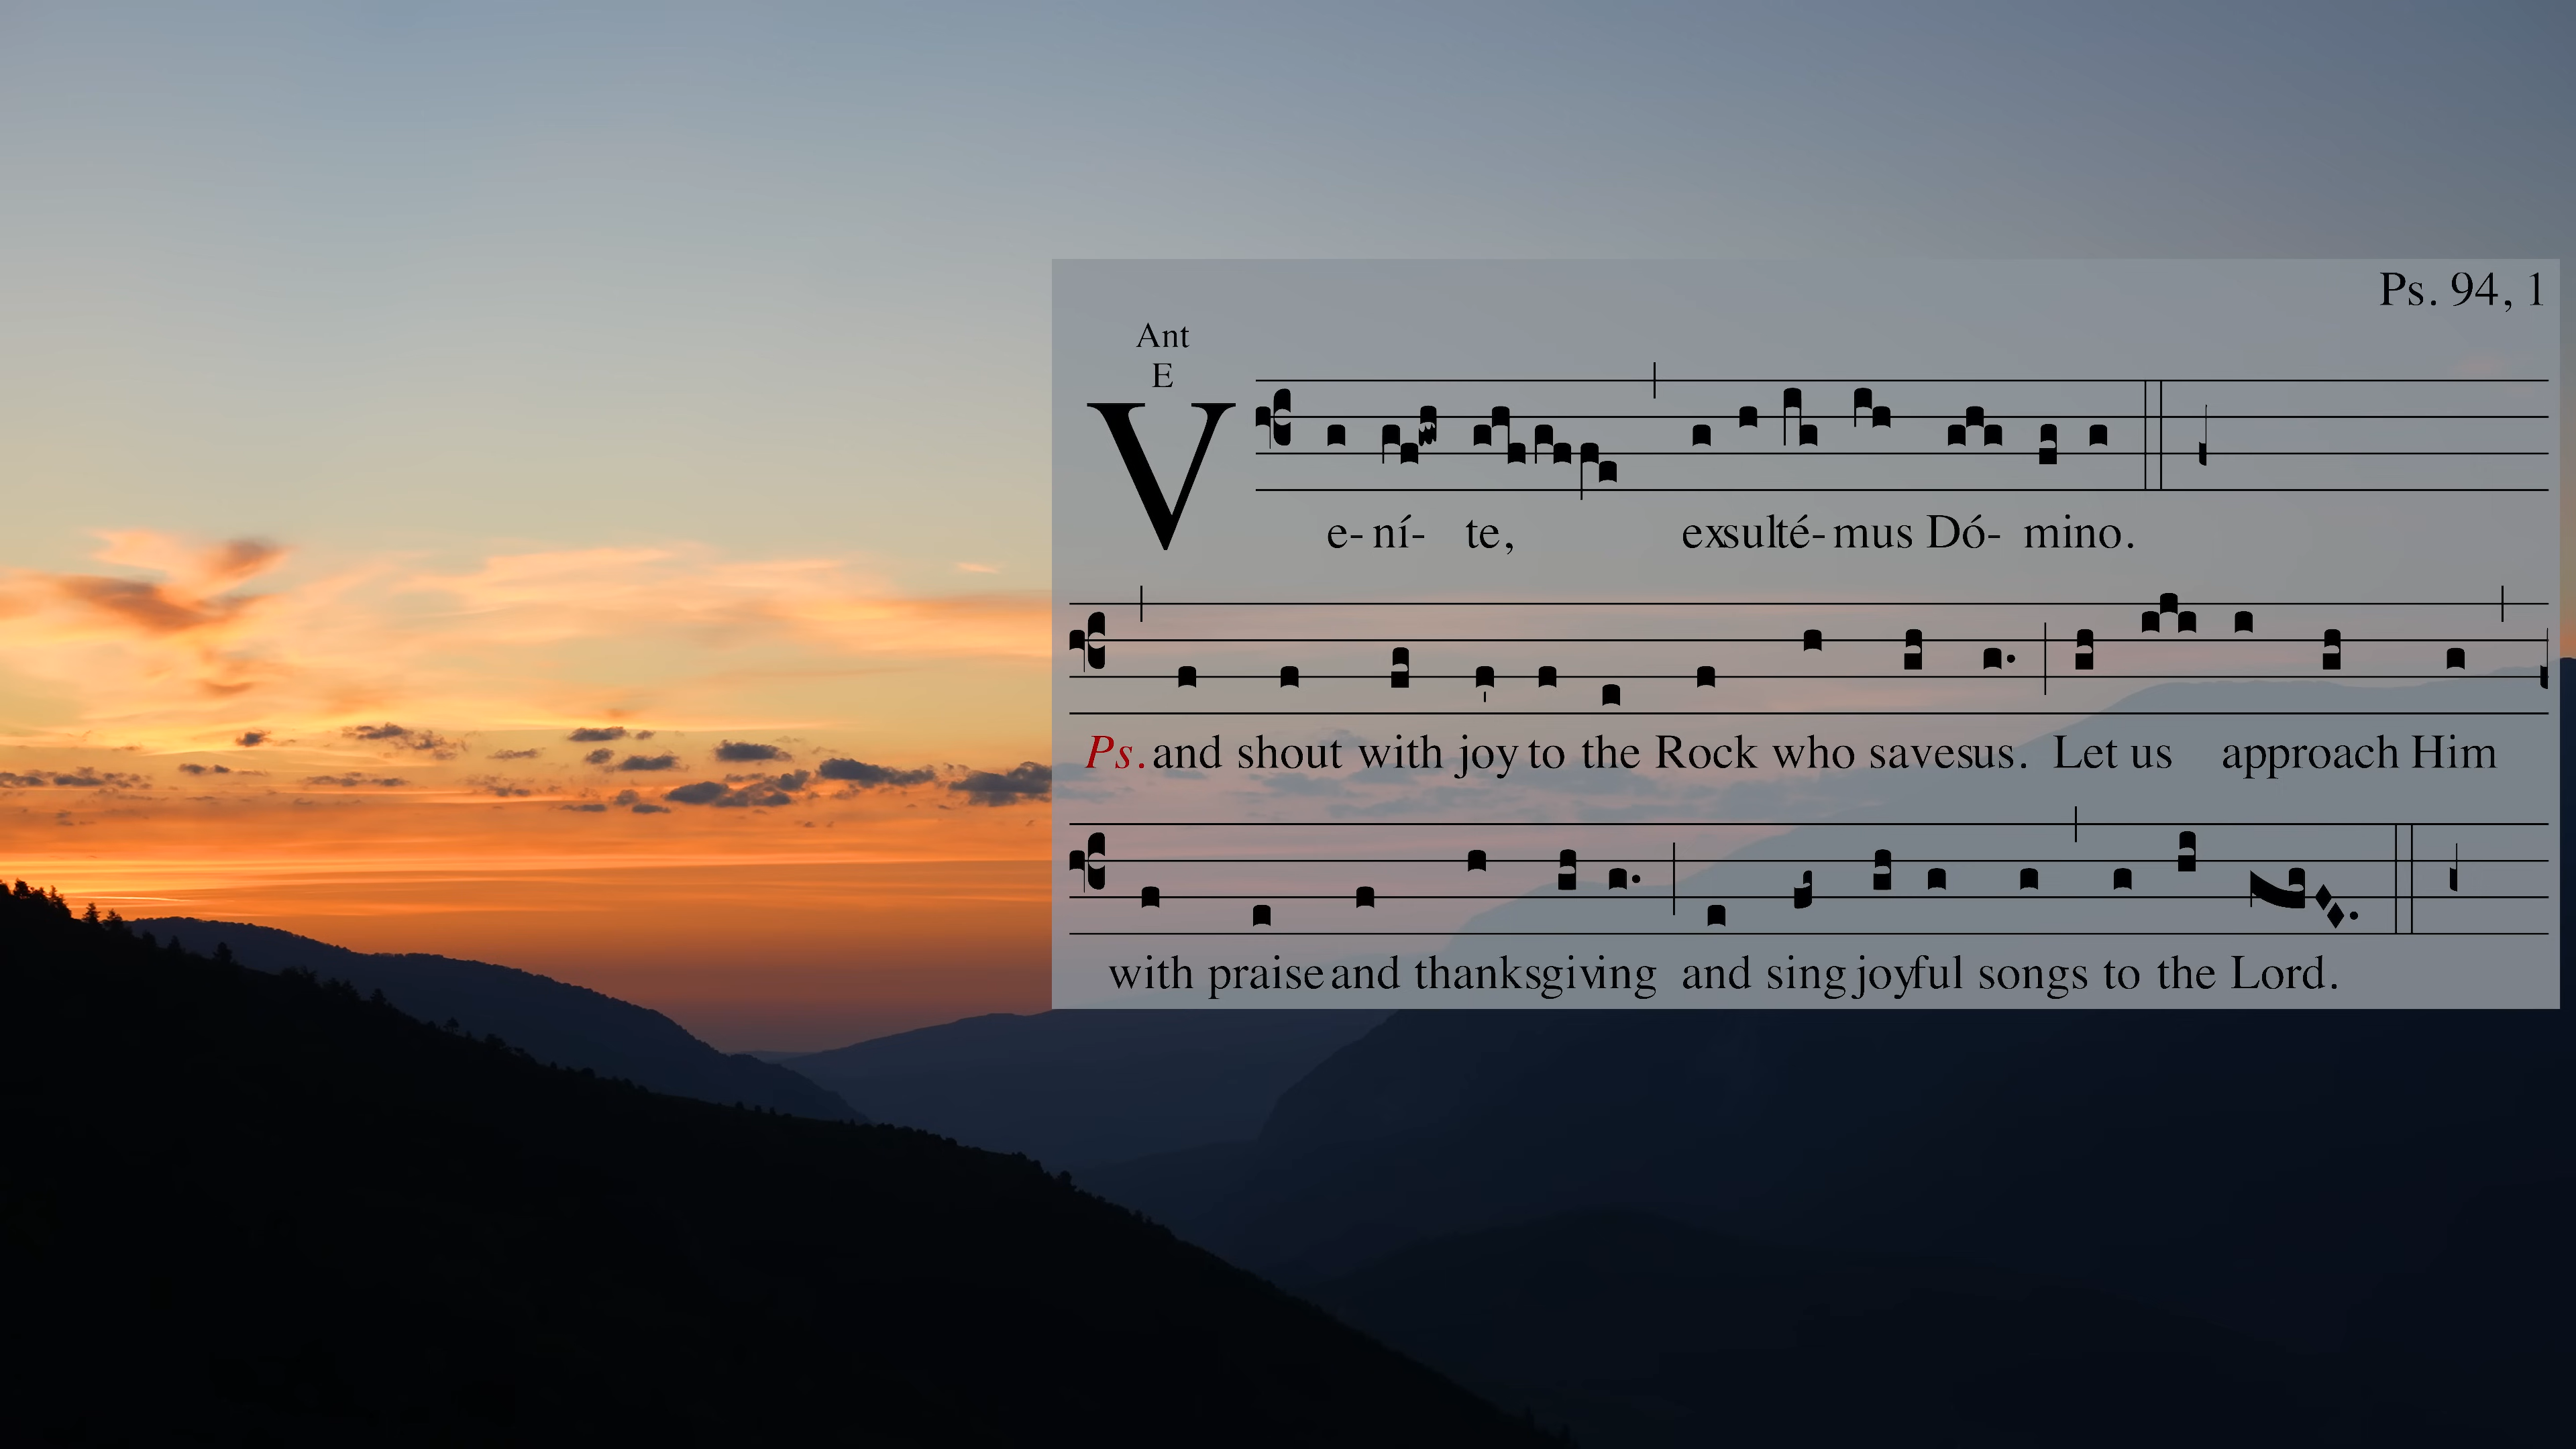 Ps. 94, 1
Ant
E
Ve- ní- te, exsulté- mus Dó- mino.
Ps. and shout with joy to the Rock who savesus. Let us approach Him
with praise and thanksgiving and sing joyful songs to the Lord.